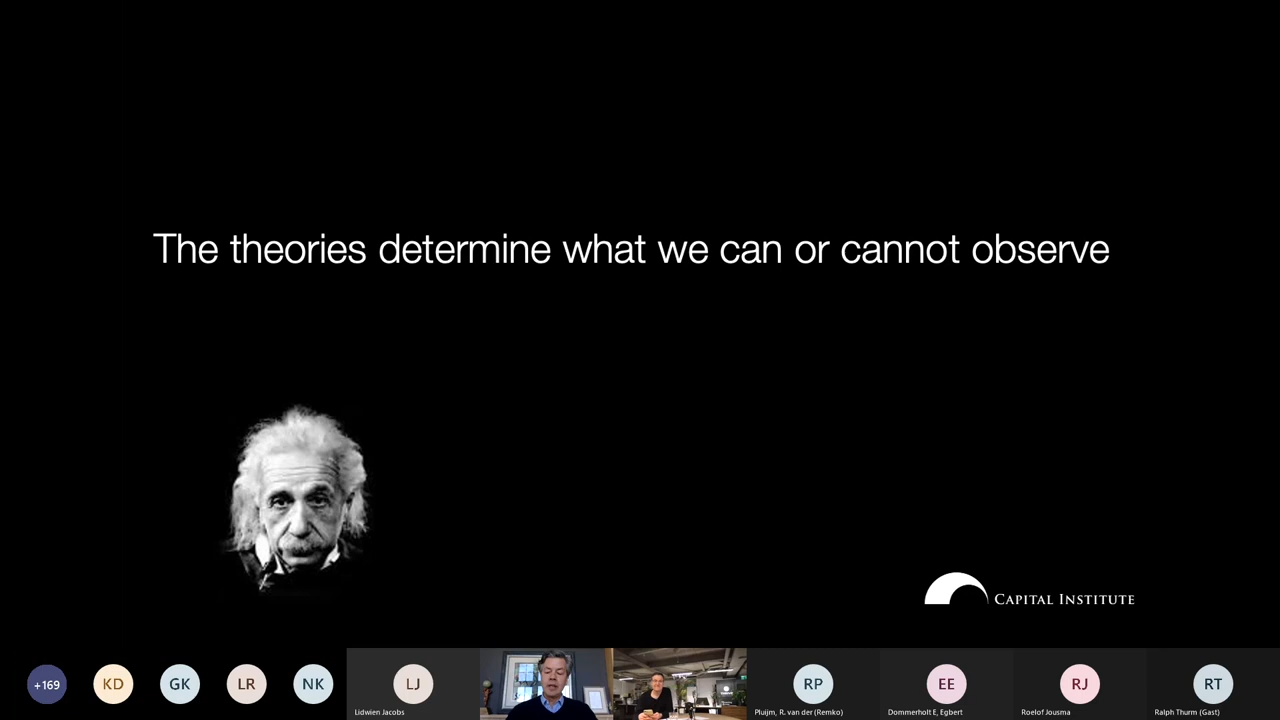 The theories determine what we can or cannot observe
CAPITAL INSTITUTE
+169
KD
GK
LR
NK
LJ
Lidwien Jacobs
RP
Pluijm, R. van der (Remko)
EE
Dommerholt E, Egbert
RJ
Roelof Jousma
RT
Ralph Thurm (Gast)